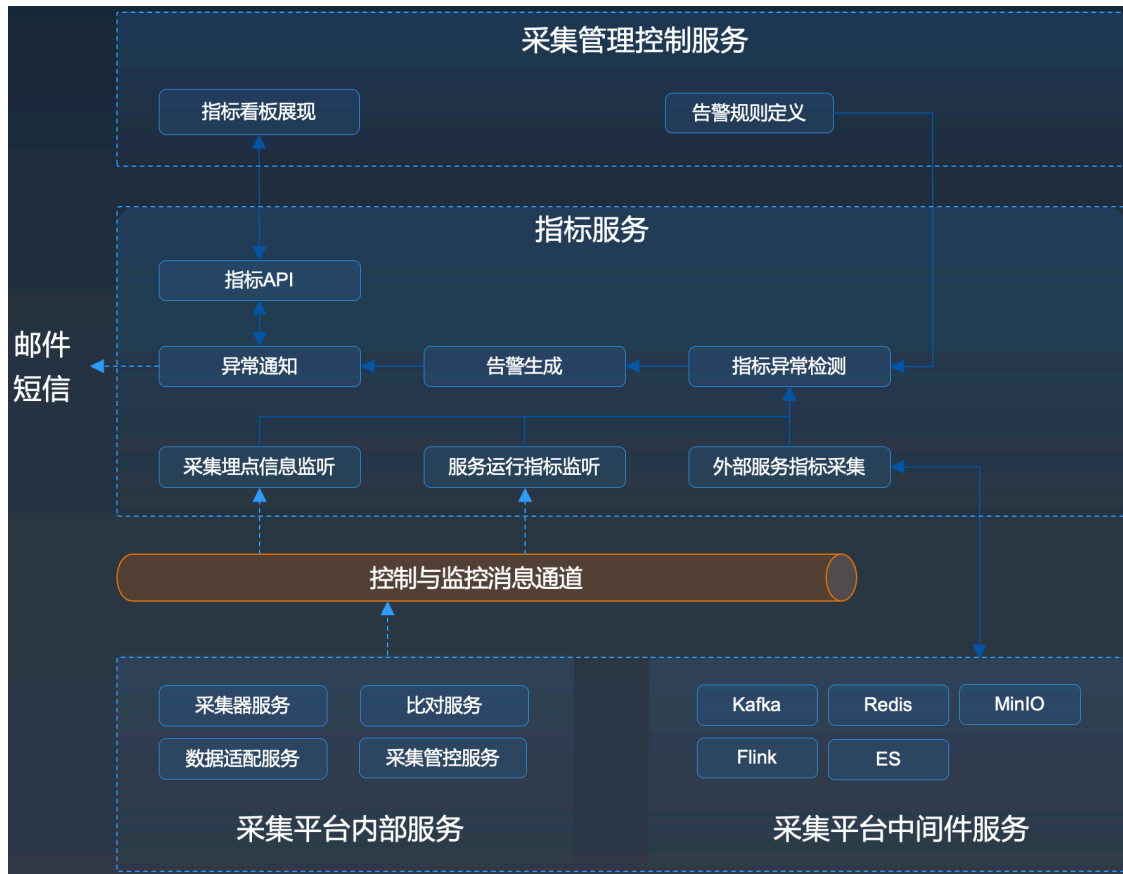 采集管理控制服务
指标看板展现
告警规则定义
指标服务
指标API
邮件
短信
异常通知
告警生成
指标异常检测
采集埋点信息监听
服务运行指标监听
外部服务指标采集
控制与监控消息通道
采集器服务
比对服务
数据适配服务
采集管控服务
采集平台内部服务
Kafka
Redis
MinIO
Flink
ES
采集平台中间件服务